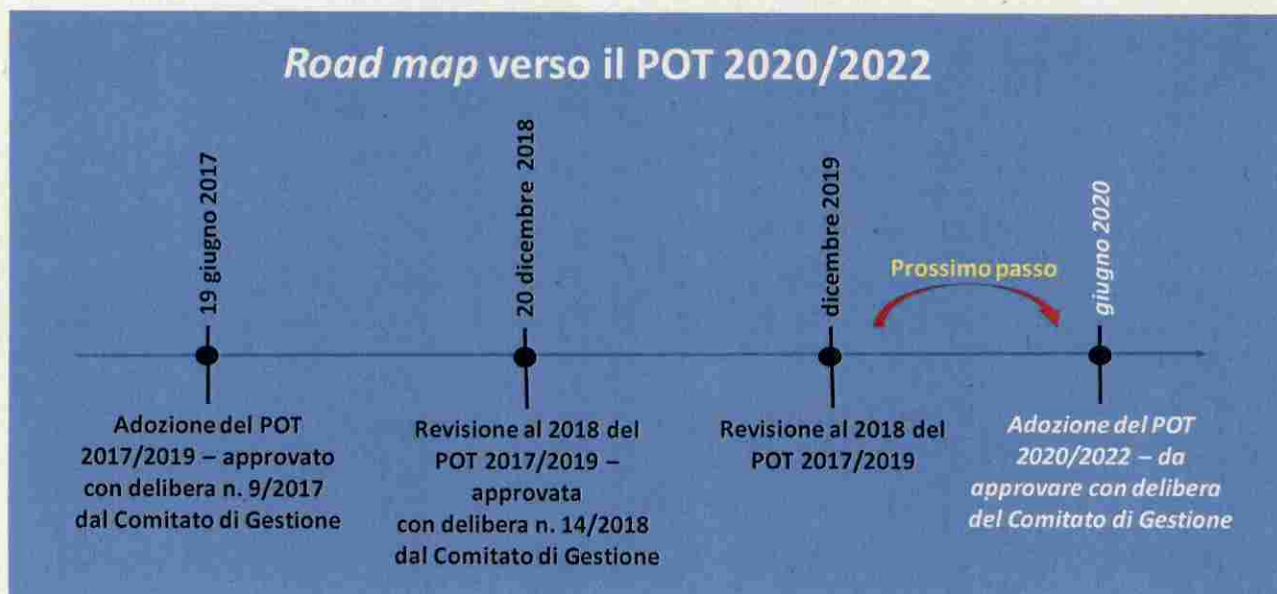 Road map verso il POT 2020/2022
19 giugno 2017
20 dicembre 2018
dicembre 2019
giugno 2020
Prossimo passo
Adozione del POT
2017/2019 – approvato
con delibera n. 9/2017
dal Comitato di Gestione
Revisione al 2018 del
POT 2017/2019 –
approvata
con delibera n. 14/2018
dal Comitato di Gestione
Revisione al 2018 del
POT 2017/2019
Adozione del POT
2020/2022 – da
approvare con delibera
del Comitato di Gestione